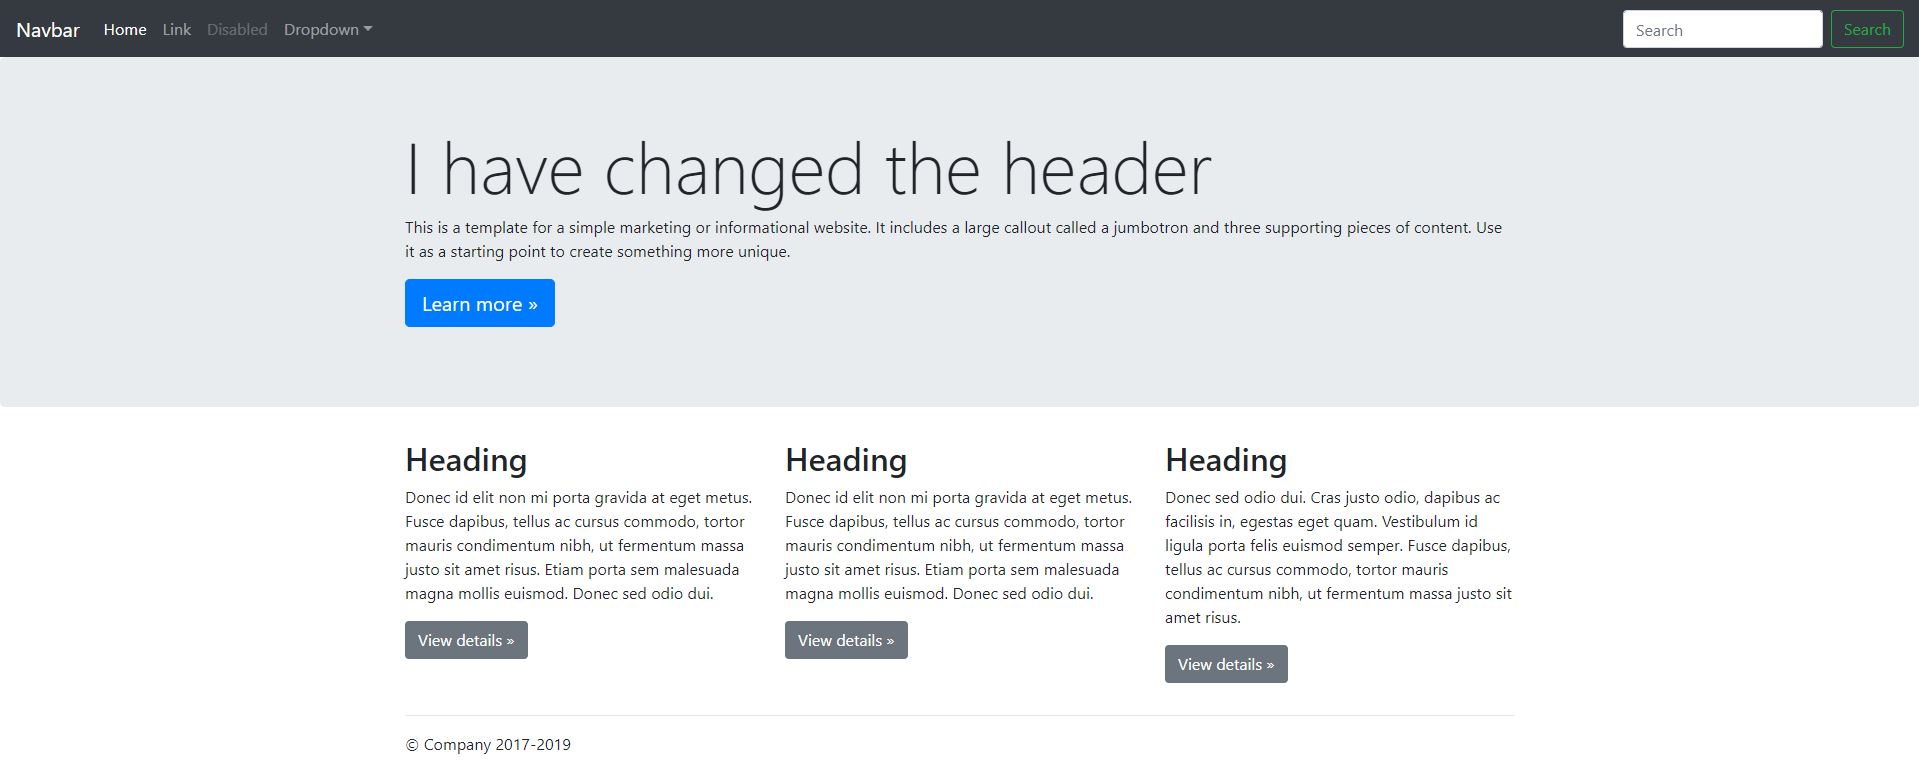 Navbar Home Link Disabled Dropdown Search Search
I have changed the header
This is a template for a simple marketing or informational website. It includes a large callout called a jumbotron and three supporting pieces of content. Use
it as a starting point to create something more unique.
Learn more »
Heading
Donec id elit non mi porta gravida at eget metus.
Fusce dapibus, tellus ac cursus commodo, tortor
mauris condimentum nibh, ut fermentum massa
justo sit amet risus. Etiam porta sem malesuada
magna mollis euismod. Donec sed odio dui.
View details »
Heading
Donec id elit non mi porta gravida at eget metus.
Fusce dapibus, tellus ac cursus commodo, tortor
mauris condimentum nibh, ut fermentum massa
justo sit amet risus. Etiam porta sem malesuada
magna mollis euismod. Donec sed odio dui.
View details »
Heading
Donec sed odio dui. Cras justo odio, dapibus ac
facilisis in, egestas eget quam. Vestibulum id
ligula porta felis euismod semper. Fusce dapibus,
tellus ac cursus commodo, tortor mauris
condimentum nibh, ut fermentum massa justo sit
amet risus.
View details »
© Company 2017-2019